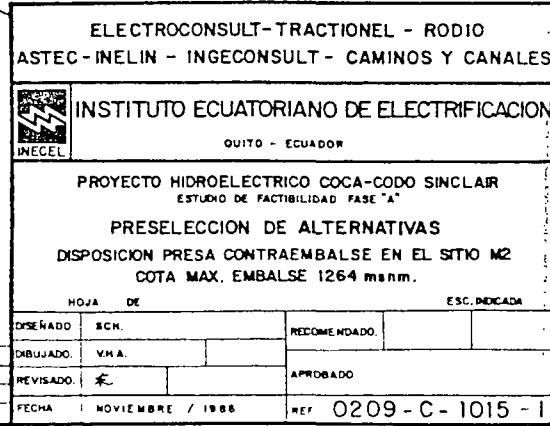 ELECTROCONSULT-TRACTIONEL - RODIO
ASTEC-INELIN - INGECONSULT - CAMINOS Y CANALES
INECEL
INSTITUTO ECUATORIANO DE ELECTRIFICACION
QUITO - ECUADOR
PROYECTO HIDROELECTRICO COCA-CODO SINCLAIR
ESTUDIO DE FACTIBILIDAD FASE "A"
PRESELECCION DE ALTERNATIVAS
DISPOSICION PRESA CONTRAEMBALSE EN EL SITIO M2
COTA MAX. EMBALSE 1264 msnm.
HOJA DE ESC. INDICADA
DISEÑADO SCH. RECOMENDADO.
DIBUJADO. V.H.A.
REVISADO. APROBADO
FECHA NOVIEMBRE / 1986 REF 0209-C-1015-1